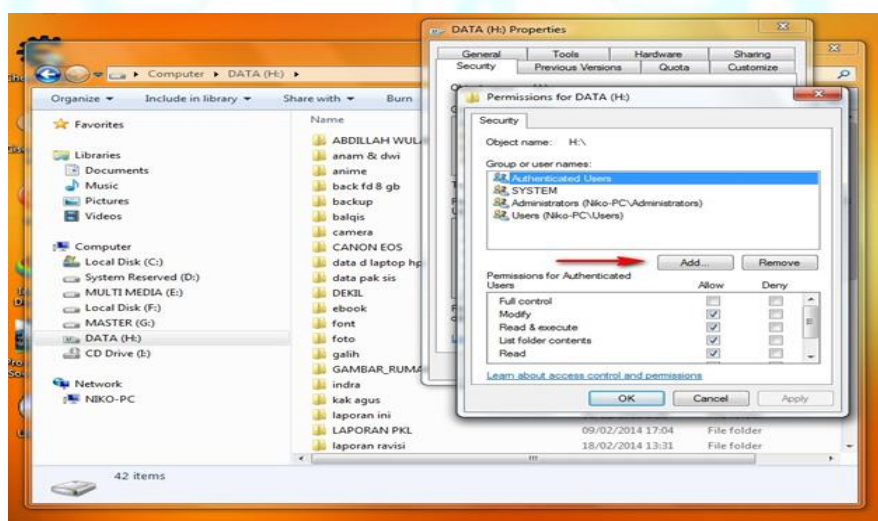 DATA (H:) Properties
General Tools Hardware Sharing
Security Previous Versions Quota Customize
Computer DATA (H:)
Organize Include in library Share with Burn
Favorites
Libraries
Documents
Music
Pictures
Videos
Computer
Local Disk (C:)
System Reserved (D:)
MULTI MEDIA (E:)
Local Disk (F:)
MASTER (G:)
DATA (H:)
CD Drive (I:)
Network
NIKO-PC
Name
ABDILLAH
anam & dwi
anime
back fd 8 gb
backup
balqis
camera
CANON EOS
data d laptop hp
data pak sis
DEKIL
ebook
font
foto
galih
indra
kak agus
laporan ini
LAPORAN PKL 09/02/2014 17:04 File folder
laporan ravisi 18/02/2014 13:31 File folder
42 items
Permissions for DATA (H:)
Security
Object name: H:\
Group or user names:
Authenticated Users
SYSTEM
Administrators (Niko-PC\Administrators)
Users (Niko-PC\Users)
Add... Remove
Permissions for Authenticated
Users Allow Deny
Full control
Modify
Read & execute
List folder contents
Read
Learn about access control and permissions
OK Cancel Apply